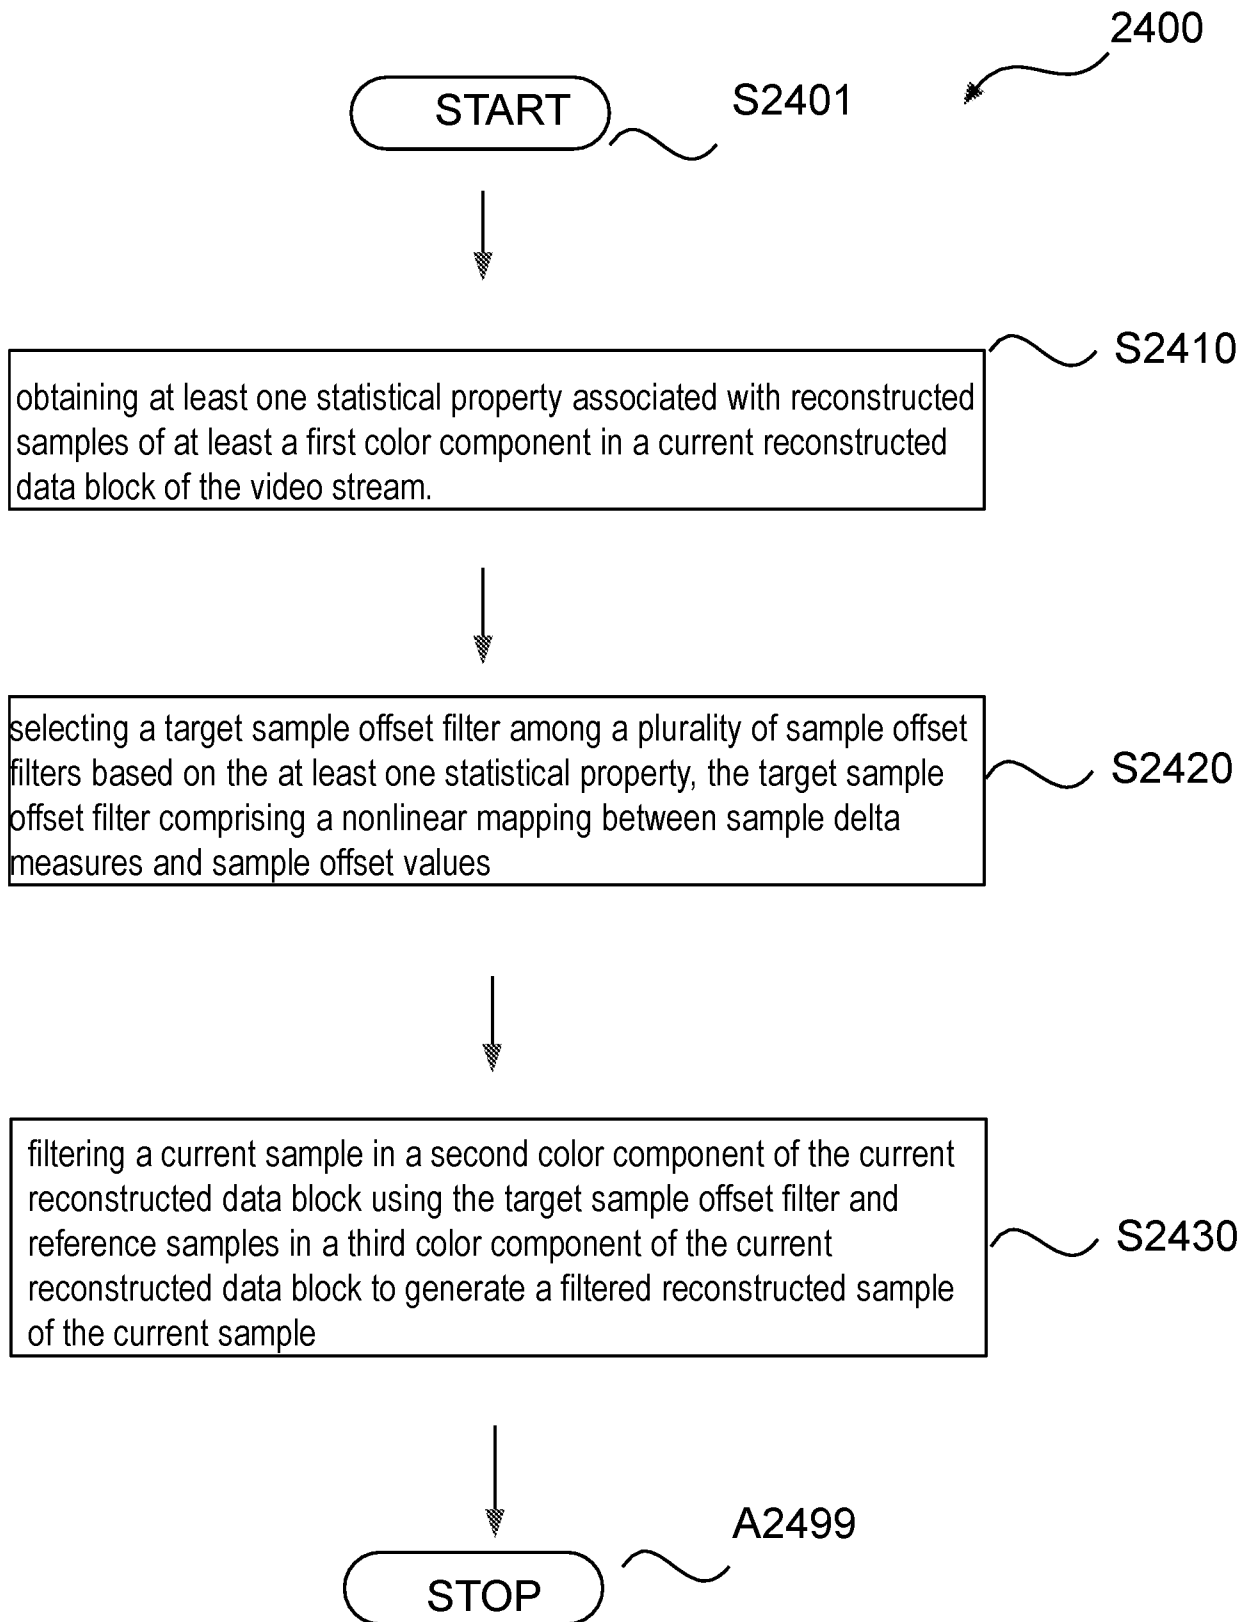 2400
START
S2401
S2410
obtaining at least one statistical property associated with reconstructed
samples of at least a first color component in a current reconstructed
data block of the video stream.
selecting a target sample offset filter among a plurality of sample offset
filters based on the at least one statistical property, the target sample
offset filter comprising a nonlinear mapping between sample delta
measures and sample offset values
S2420
filtering a current sample in a second color component of the current
reconstructed data block using the target sample offset filter and
reference samples in a third color component of the current
reconstructed data block to generate a filtered reconstructed sample
of the current sample
S2430
A2499
STOP